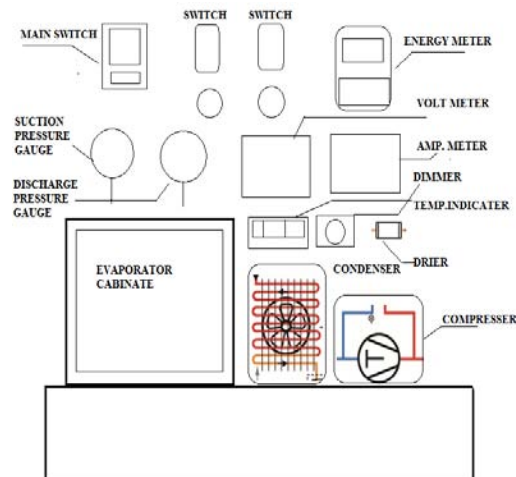 SWITCH
SWITCH
MAIN SWITCH
ENERGY METER
VOLT METER
SUCTION
PRESSURE
GAUGE
AMP. METER
DISCHARGE
PRESSURE
GAUGE
DIMMER
TEMP.INDICATER
EVAPORATOR
CABINATE
CONDENSER
DRIER
COMPRESSER